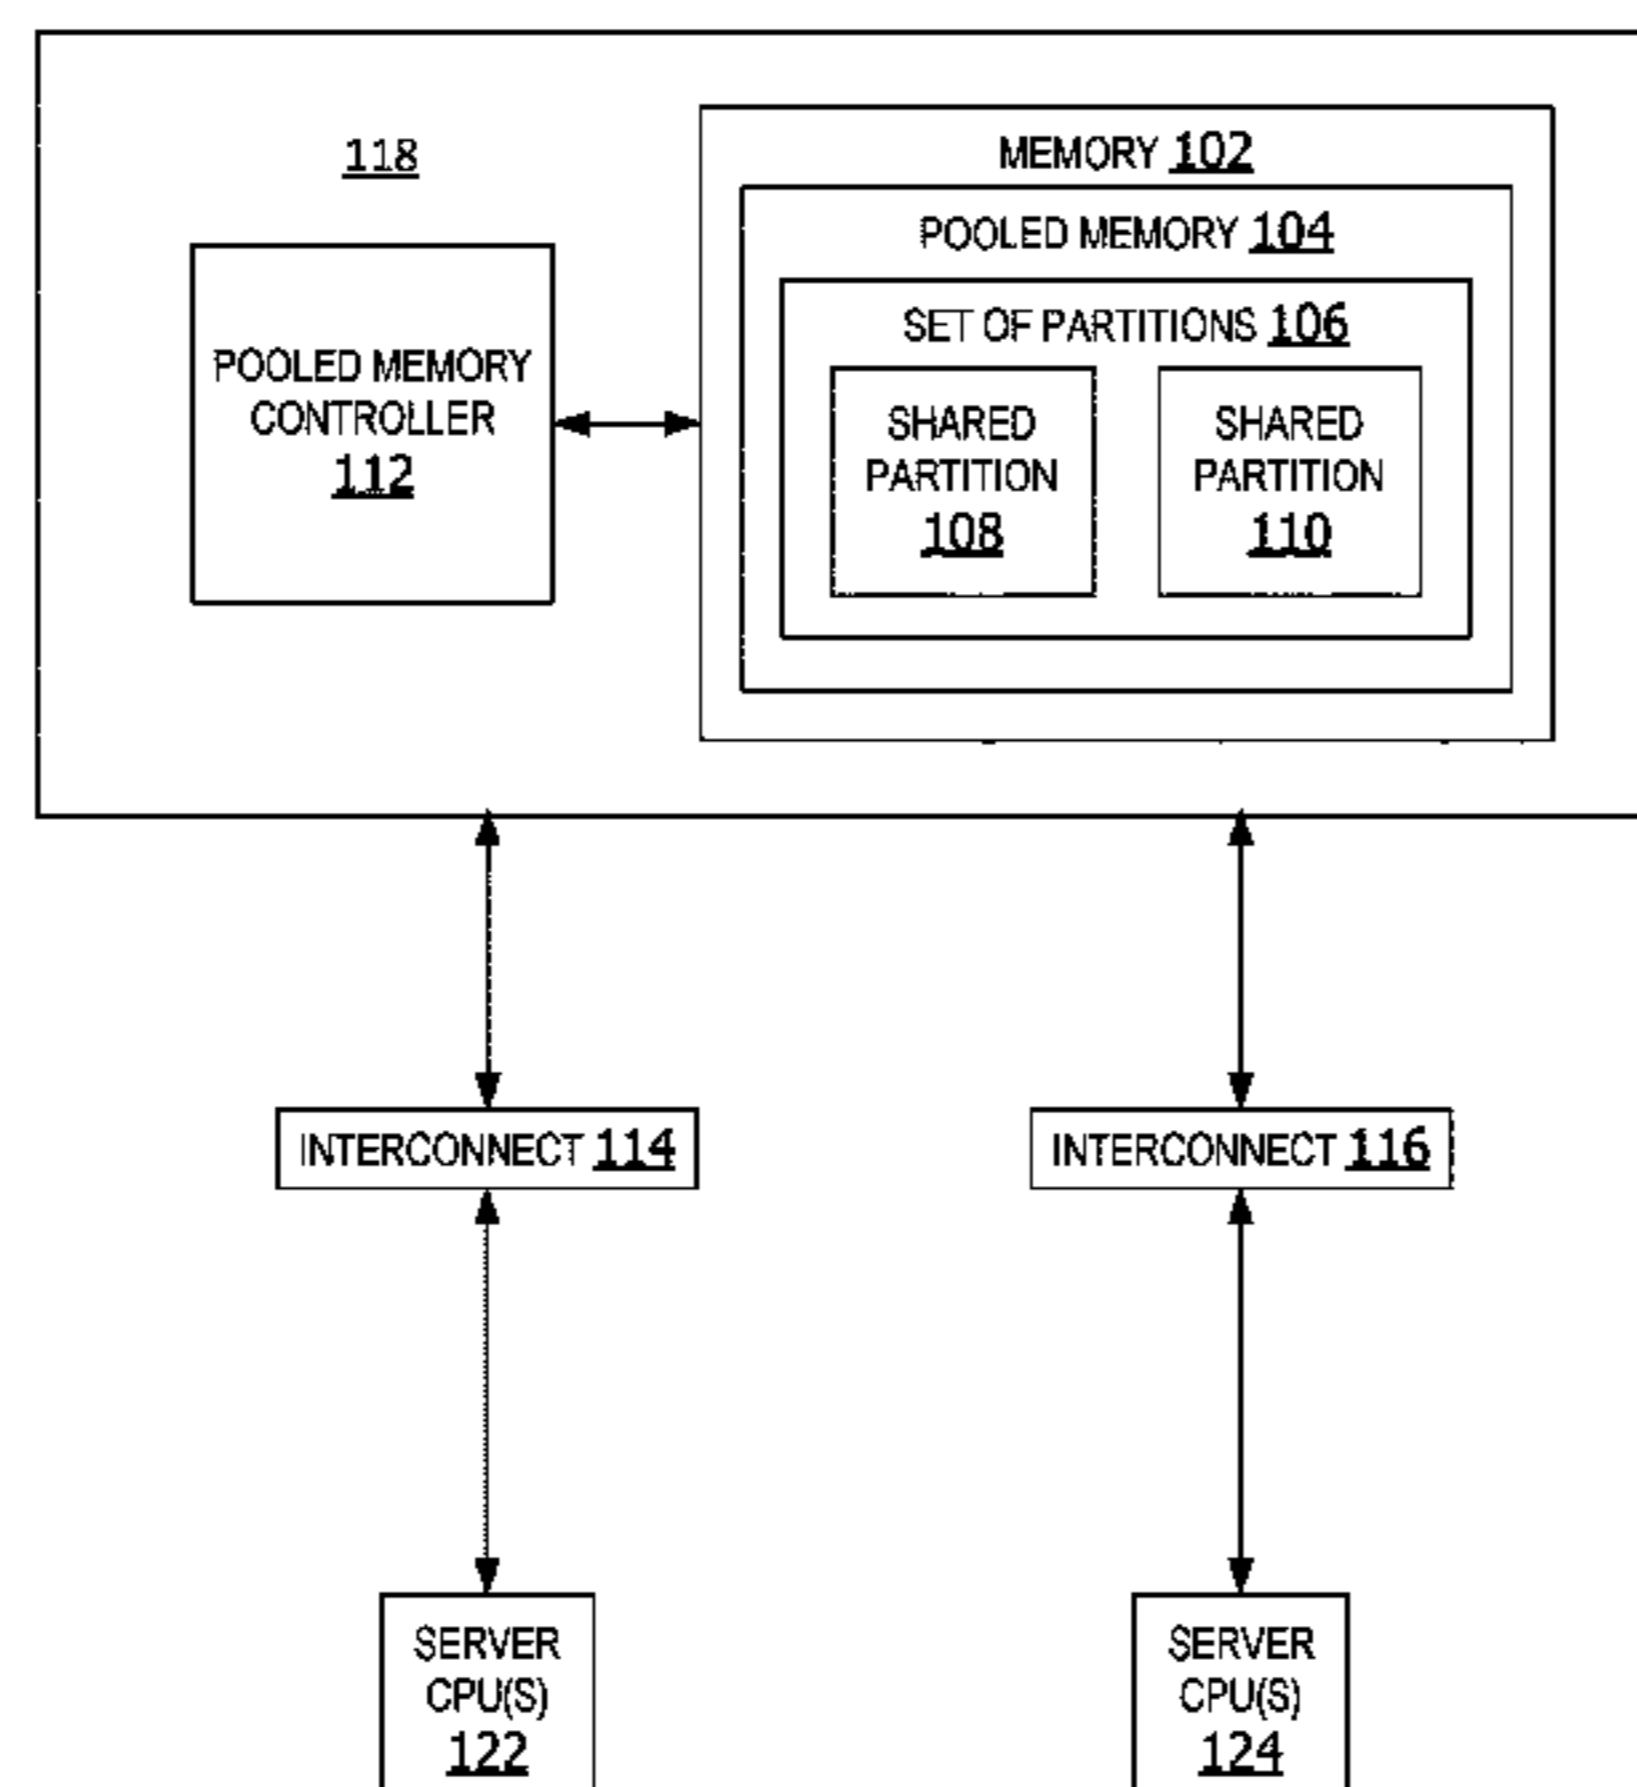 118
MEMORY 102
POOLED MEMORY 104
SET OF PARTITIONS 106
POOLED MEMORY
CONTROLLER
112
SHARED
PARTITION
108
SHARED
PARTITION
110
INTERCONNECT 114
INTERCONNECT 116
SERVER
CPU(S)
122
SERVER
CPU(S)
124